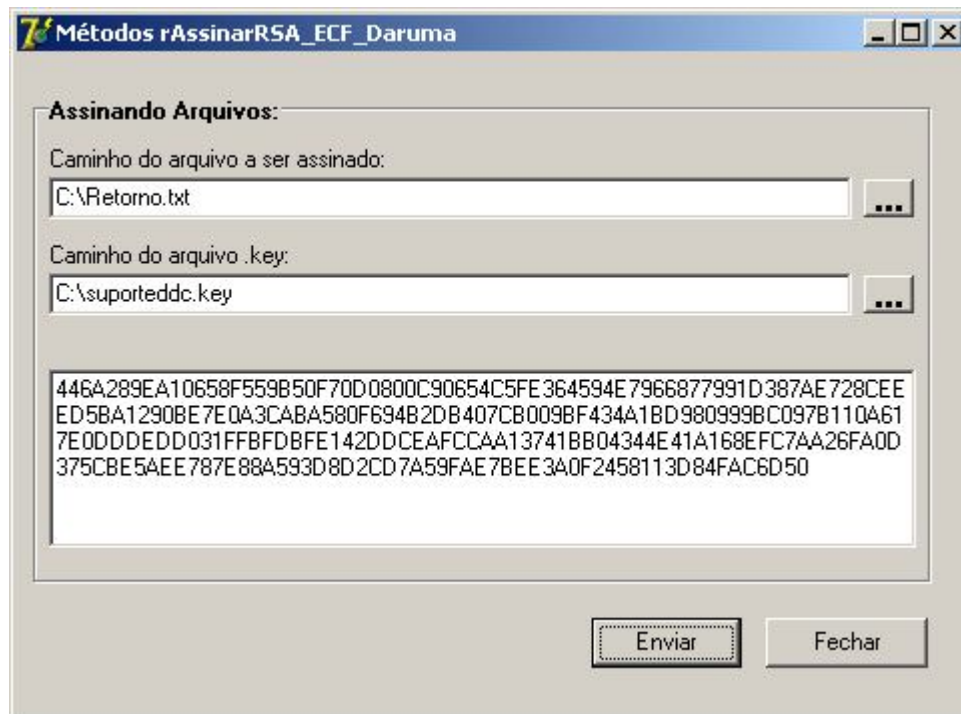 Métodos rAssinarRSA_ECF_Daruma
Assinando Arquivos:
Caminho do arquivo a ser assinado:
C:\Retorno.txt
...
Caminho do arquivo .key:
C:\suporteddc.key
...
446A289EA10658F559B50F70D0800C90654C5FE364594E7966877991D387AE728CEE
ED5BA1290BE7E0A3CABA580F694B2DB407CB009BF434A1BD980999BC097B110A61
7E0DDDEDD031FFBFDBFE142DDCEAFCCAA13741BB04344E41A168EFC7AA26FA0D
375CBE5AEE787E88A593D8D2CD7A59FAE7BEE3A0F2458113D84FAC6D50
Enviar
Fechar